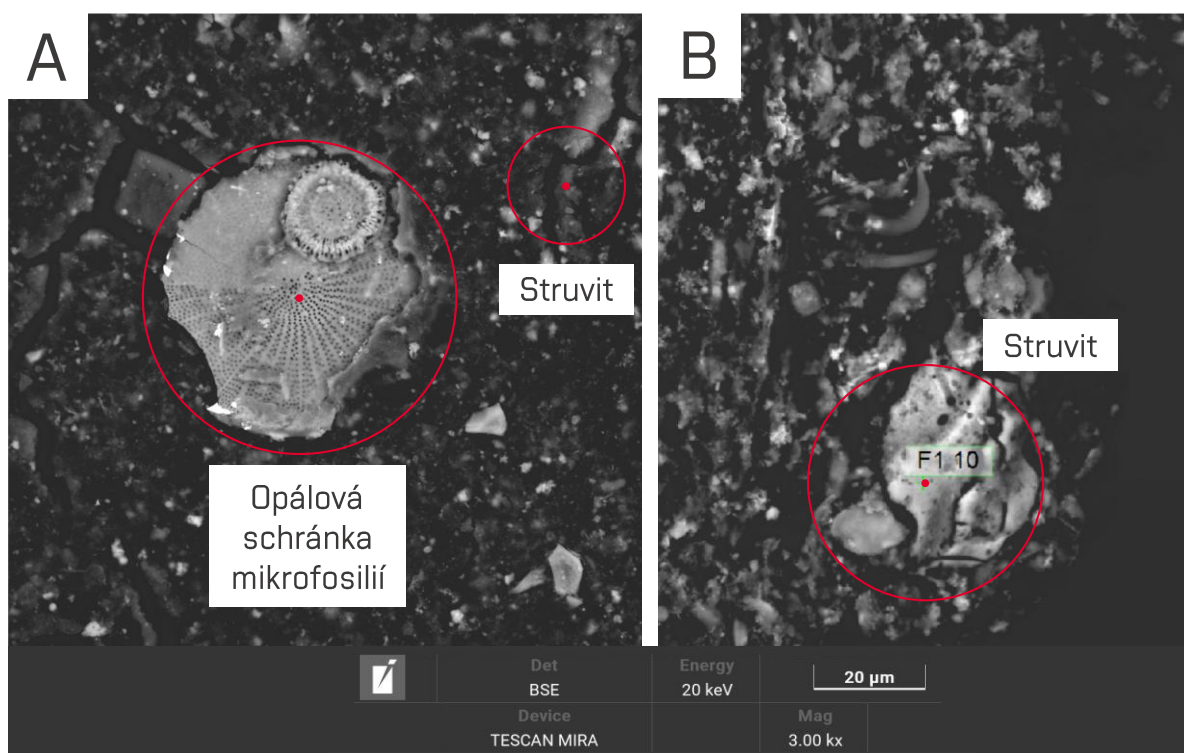 A
B
Struvit
Struvit
F1 10
Opálová
schránka
mikrofosilií
Det
Energy
BSE
20 keV
20 µm
Device
Mag
TESCAN MIRA
3.00 kx